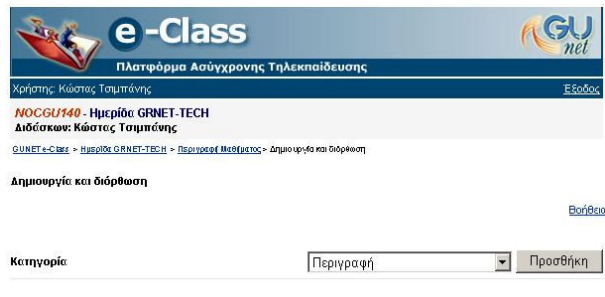 e-Class
GU
net
Πλατφόρμα Ασύγχρονης Τηλεκπαίδευσης
Χρήστης: Κώστας Τσιμπάνης Έξοδος
NOCGU140 - Ημερίδα GRNET-TECH
Διδάσκων: Κώστας Τσιμπάνης
GUNET e-Class > Ημερίδα GRNET-TECH > Περιγραφή Μαθήματος > Δημιουργία και διόρθωση
Δημιουργία και διόρθωση
Βοήθεια
Κατηγορία Περιγραφή Προσθήκη